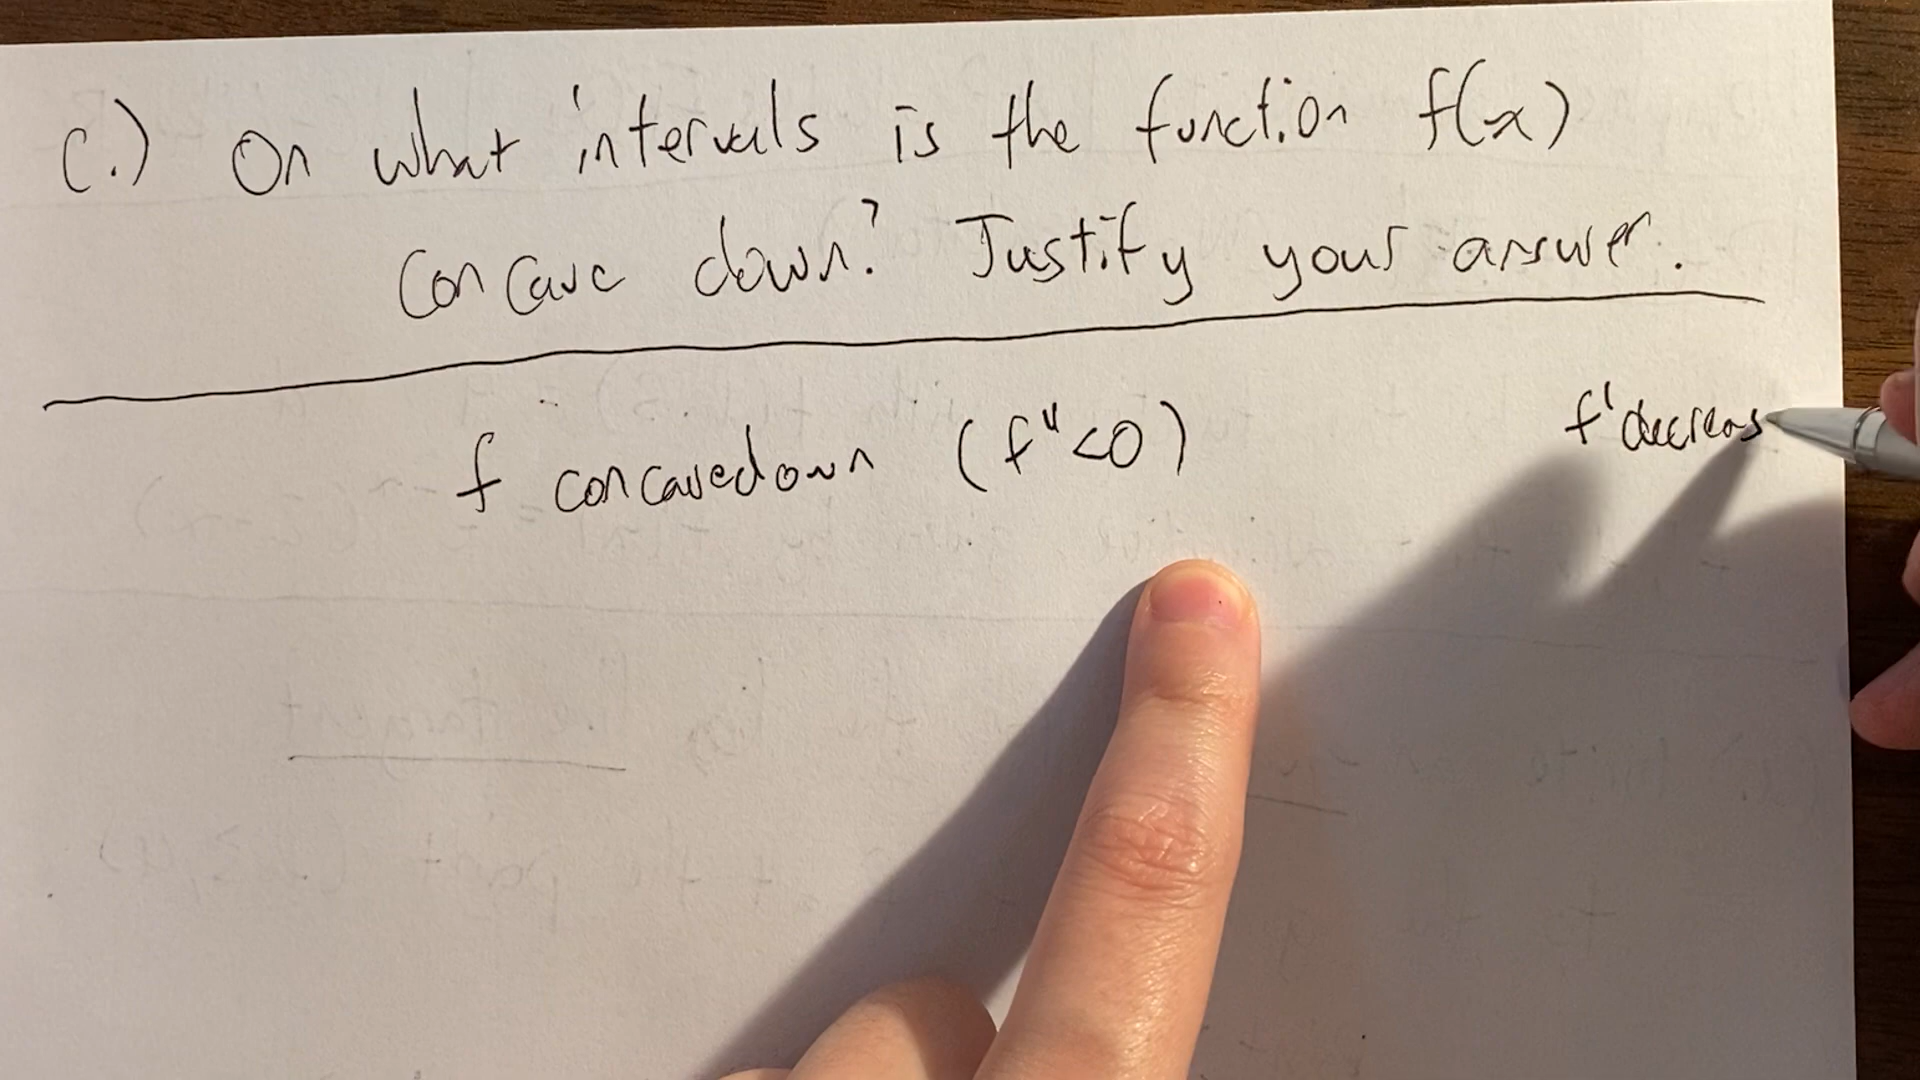 C.) On what intervals is the function f(x)
concave down? Justify your answer.
f concavedown (f"<0) f'decreas